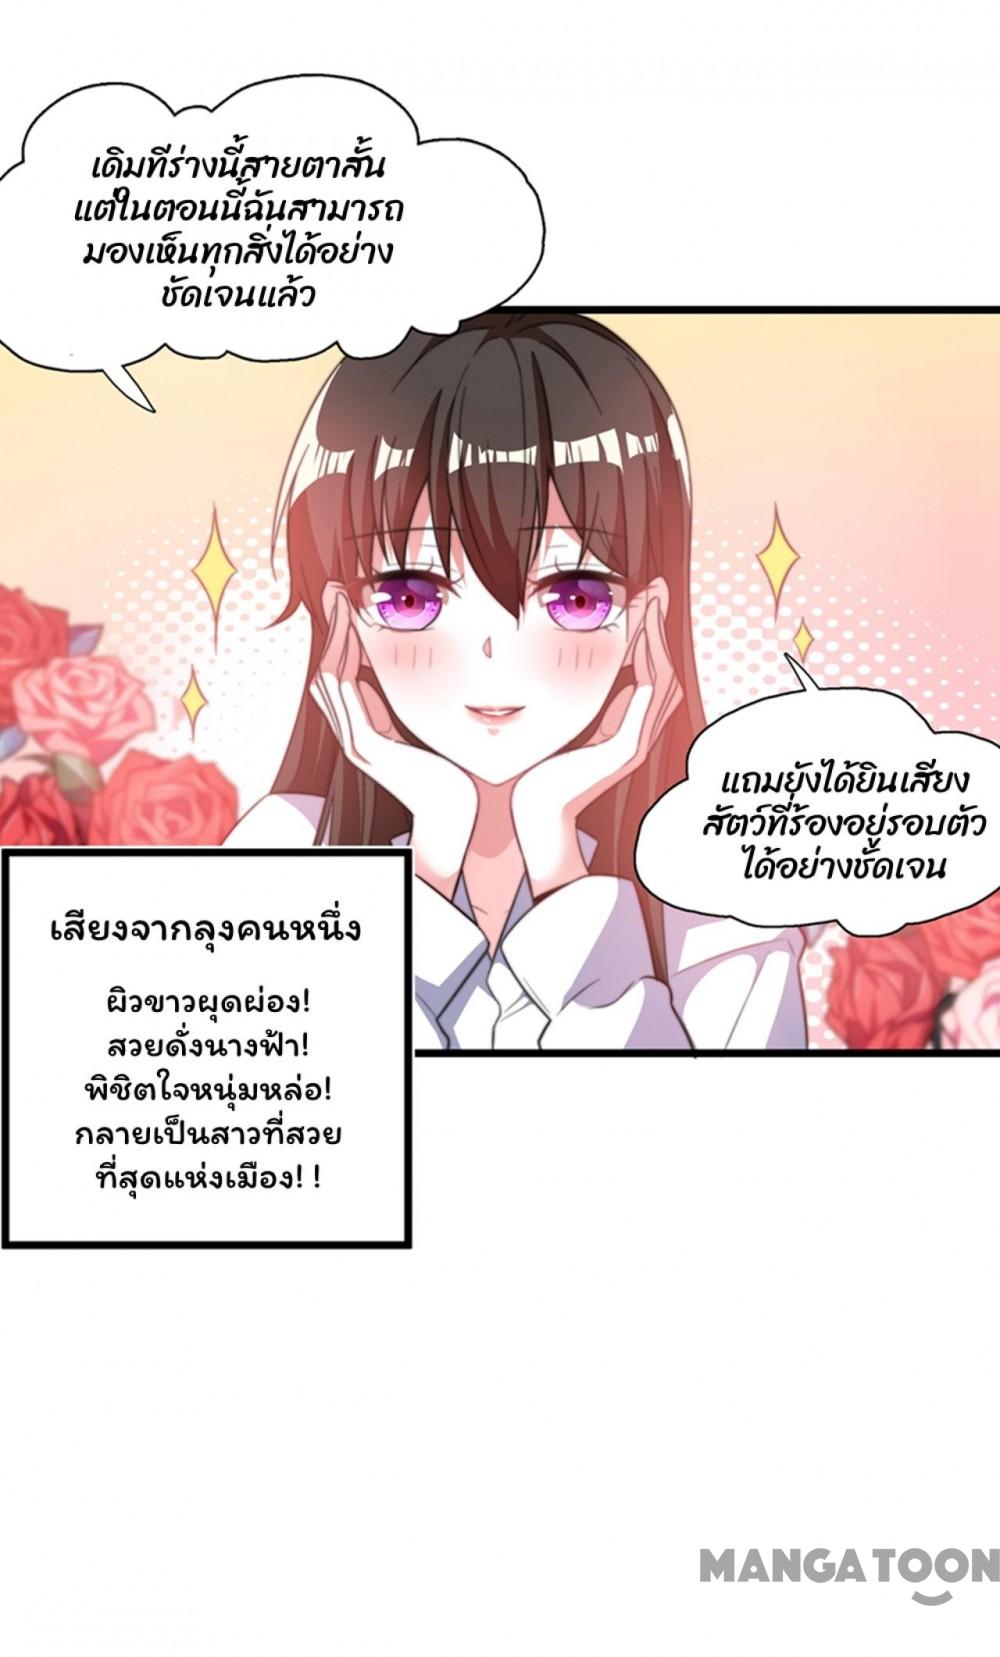 เดิมทีร่างนี้สายตาสั้น
แต่ในตอนนี้ฉันสามารถ
มองเห็นทุกสิ่งได้อย่าง
ชัดเจนแล้ว
แถมยังได้ยินเสียง
สัตว์ที่ร้องอยู่รอบตัว
ได้อย่างชัดเจน
เสียงจากลุงคนหนึ่ง
ผิวขาวผุดผ่อง!
สวยดั่งนางฟ้า!
พิชิตใจหนุ่มหล่อ!
กลายเป็นสาวที่สวย
ที่สุดแห่งเมือง! !
MANGATOON